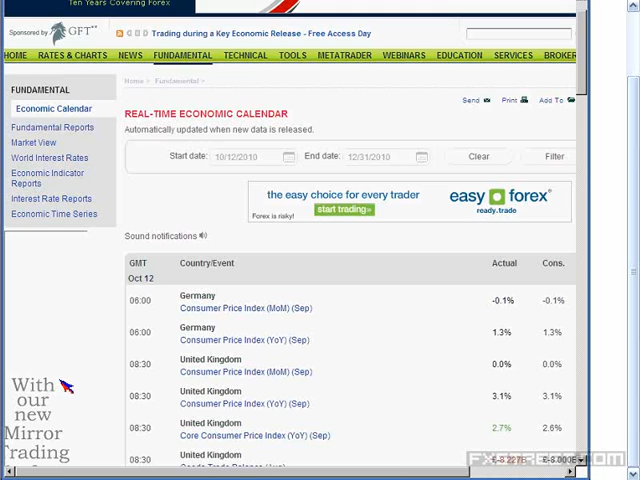 Ten Years Covering Forex
Sponsored by GFT
Trading during a Key Economic Release - Free Access Day
HOME RATES & CHARTS NEWS FUNDAMENTAL TECHNICAL TOOLS METATRADER WEBINARS EDUCATION SERVICES BROKER
FUNDAMENTAL
Economic Calendar
Fundamental Reports
Market View
World Interest Rates
Economic Indicator
Reports
Interest Rate Reports
Economic Time Series
Home > Fundamental >
Send Print Add To
REAL-TIME ECONOMIC CALENDAR
Automatically updated when new data is released.
Start date: 10/12/2010 End date: 12/31/2010 Clear Filter
the easy choice for every trader
start trading»
Forex is risky!
easy forex®
ready.trade
Sound notifications
GMT Country/Event Actual Cons.
Oct 12
06:00 Germany -0.1% -0.1%
Consumer Price Index (MoM) (Sep)
06:00 Germany 1.3% 1.3%
Consumer Price Index (YoY) (Sep)
08:30 United Kingdom 0.0% 0.0%
Consumer Price Index (MoM) (Sep)
08:30 United Kingdom 3.1% 3.1%
Consumer Price Index (YoY) (Sep)
08:30 United Kingdom 2.7% 2.6%
Core Consumer Price Index (YoY) (Sep)
08:30 United Kingdom
Goods Trade Balance (Aug)
With
our
new
Mirror
Trading